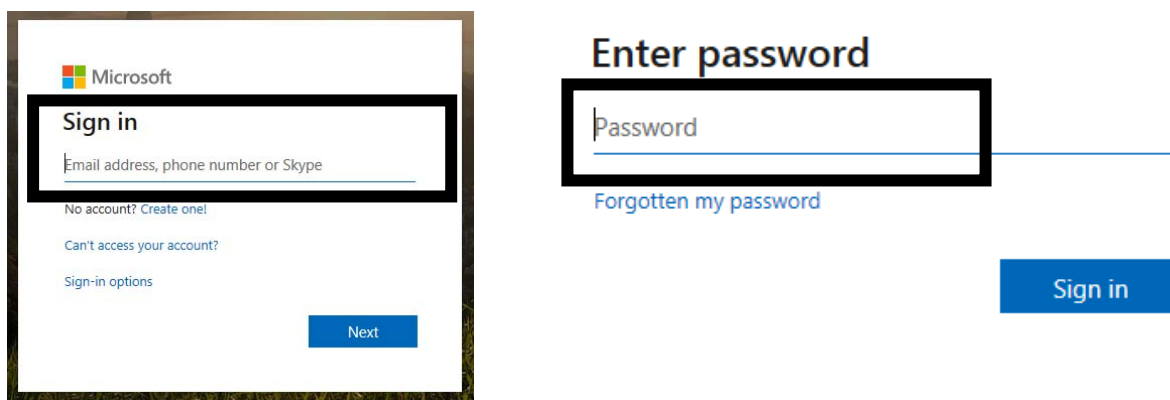 Microsoft
Sign in
Email address, phone number or Skype
No account? Create one!
Can't access your account?
Sign-in options
Next
Enter password
Password
Forgotten my password
Sign in